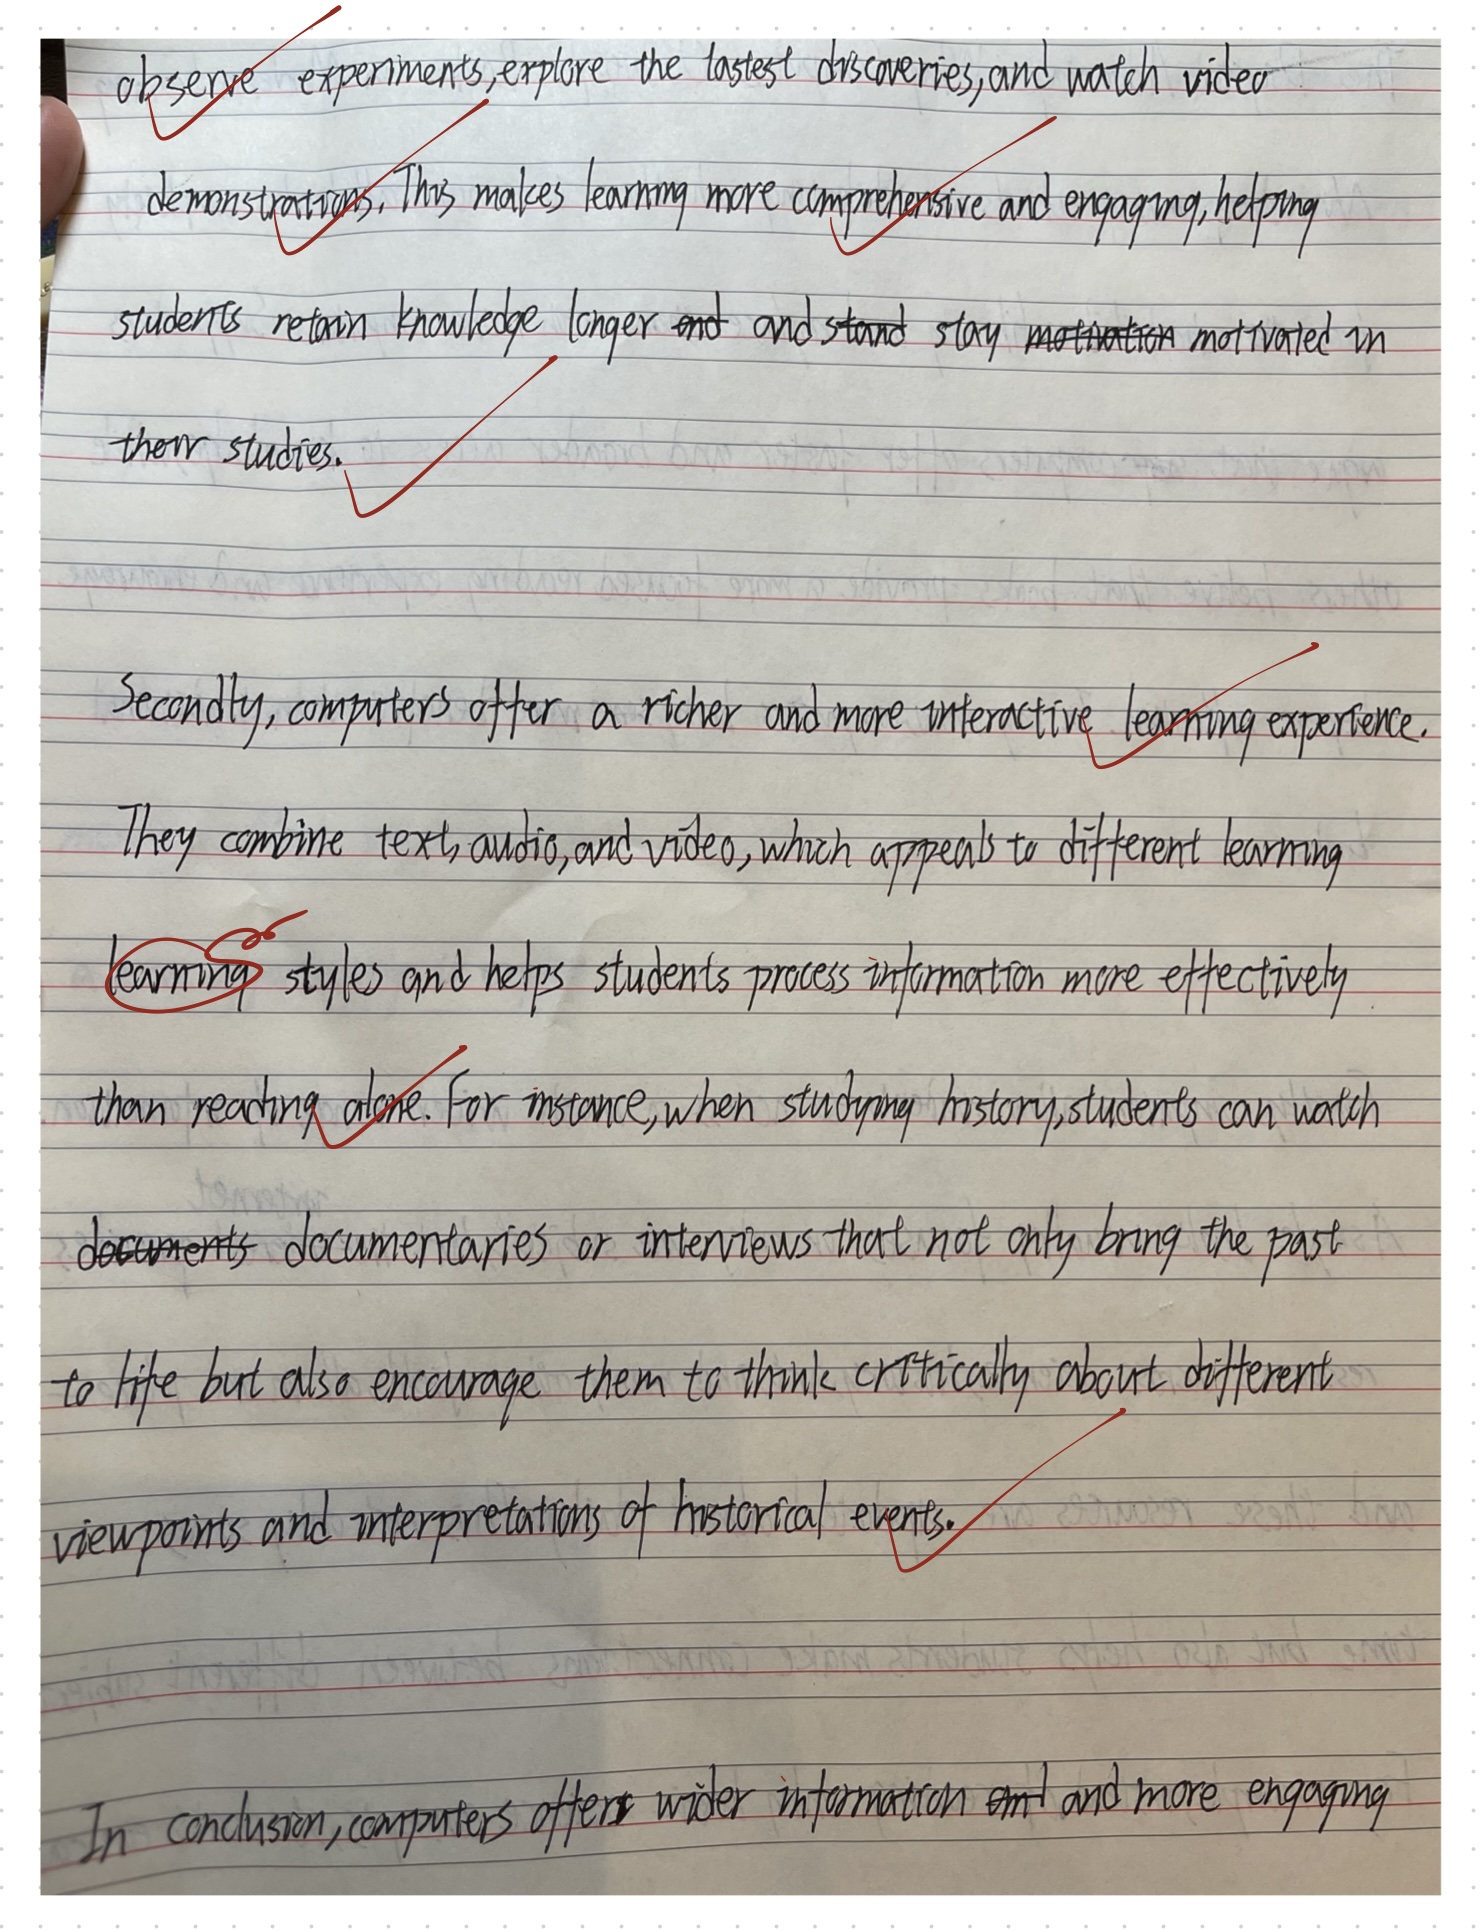 observe experiments, explore the lastest discoveries, and watch video
demonstrations. This makes learning more comprehensive and engaging, helping
students retain knowledge longer and and stand stay motivation motivated in
their studies.
Secondly, computers offer a richer and more interactive learning experience.
They combine text, audio, and video, which appeals to different learning
learning styles and helps students process information more effectively
than reading alone. For instance, when studying history, students can watch
documents documentaries or interviews that not only bring the past
to life but also encourage them to think critically about different
viewpoints and interpretations of historical events.
In conclusion, computers offers wider information and and more engaging